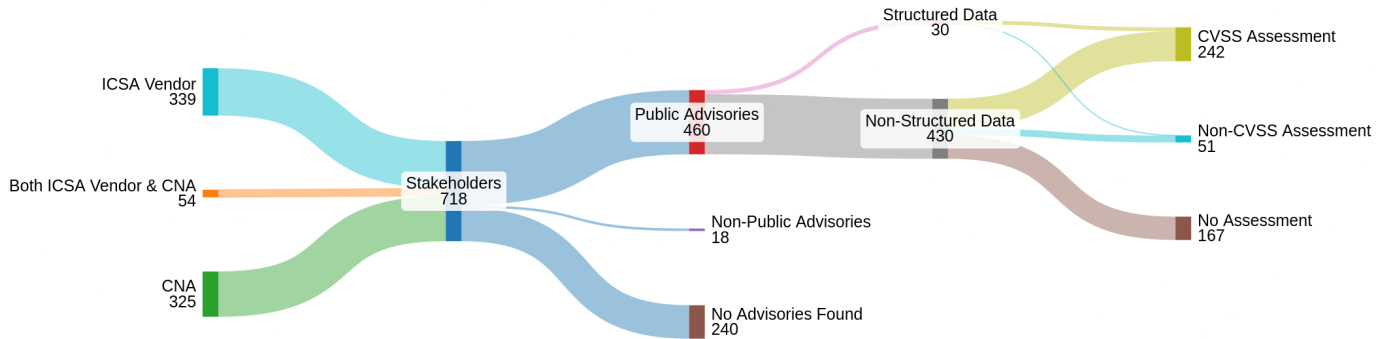 ICSA Vendor
339
Both ICSA Vendor & CNA
54
CNA
325
Stakeholders
718
Public Advisories
460
Non-Public Advisories
18
No Advisories Found
240
Structured Data
30
Non-Structured Data
430
CVSS Assessment
242
Non-CVSS Assessment
51
No Assessment
167